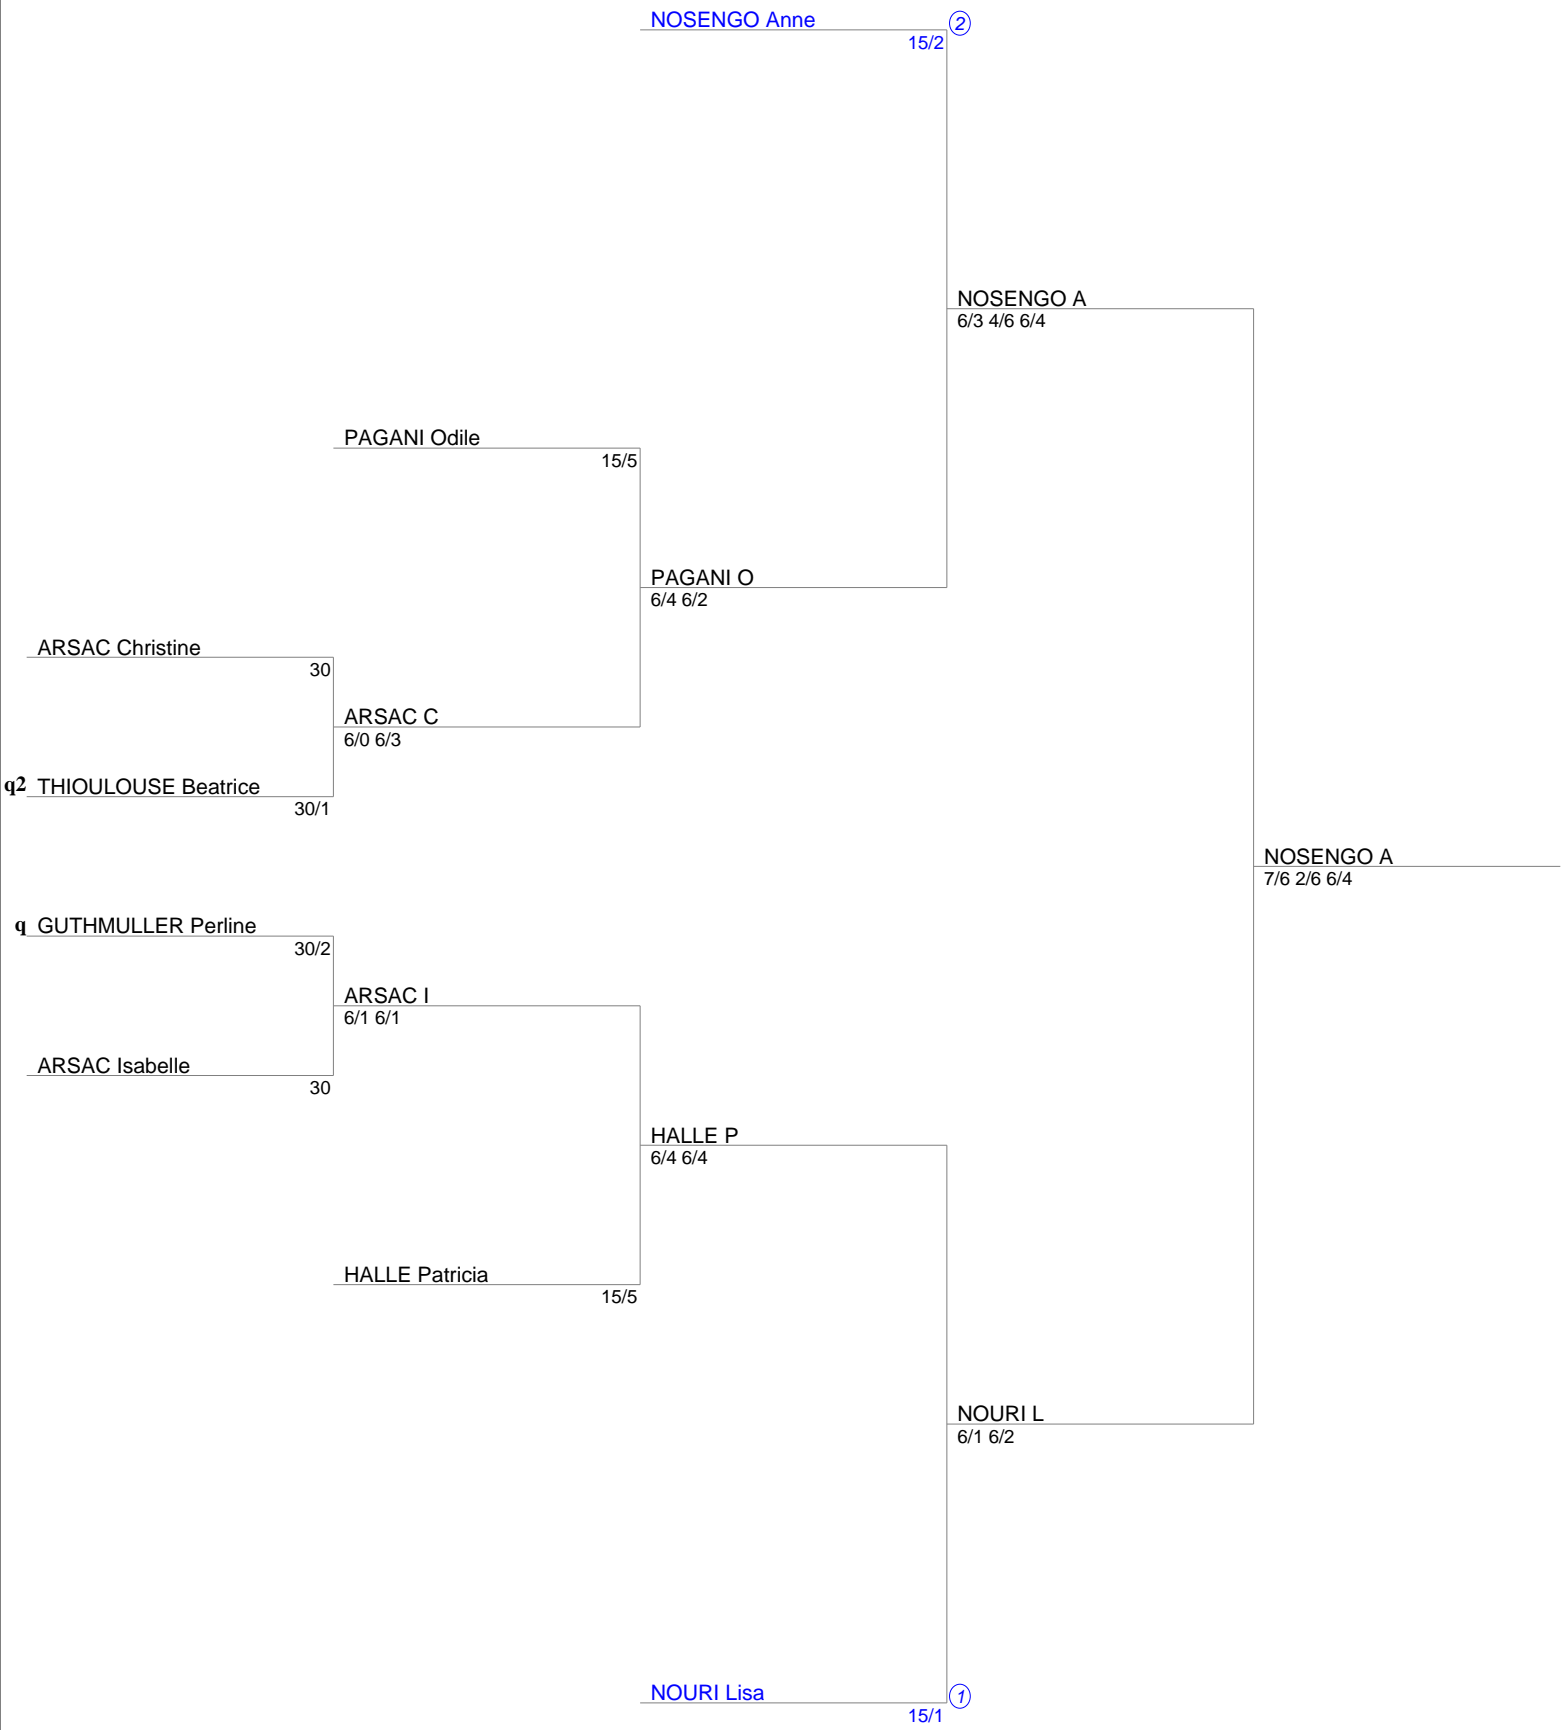 NOSENGO Anne 2
15/2
NOSENGO A
6/3 4/6 6/4
PAGANI Odile
15/5
PAGANI O
6/4 6/2
ARSAC Christine
30
ARSAC C
6/0 6/3
q2 THIOULOUSE Beatrice
30/1
NOSENGO A
7/6 2/6 6/4
q GUTHMULLER Perline
30/2
ARSAC I
6/1 6/1
ARSAC Isabelle
30
HALLE P
6/4 6/4
HALLE Patricia
15/5
NOURI L
6/1 6/2
NOURI Lisa 1
15/1